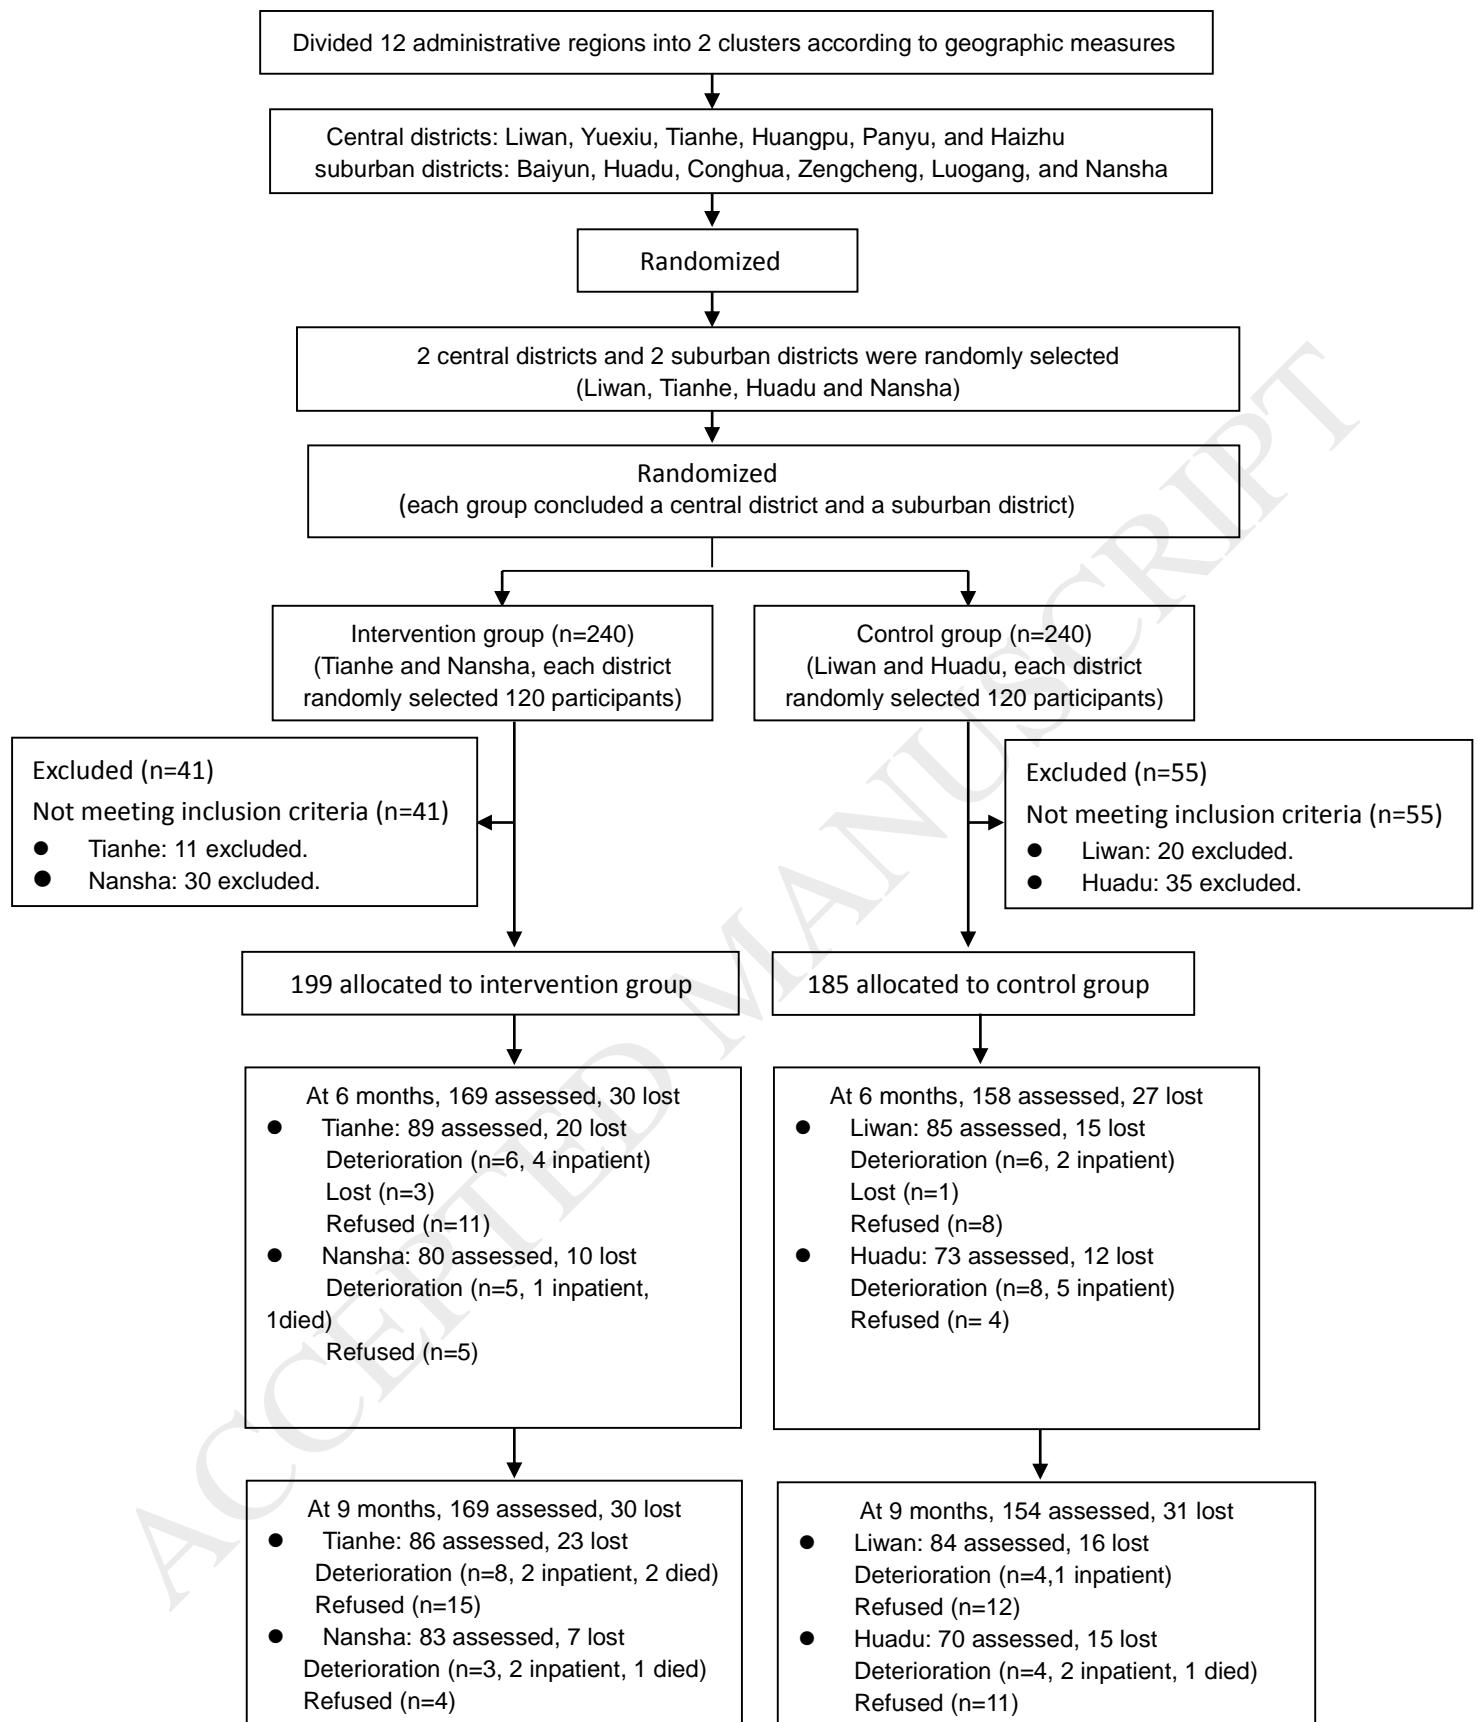 Divided 12 administrative regions into 2 clusters according to geographic measures
Central districts: Liwan, Yuexiu, Tianhe, Huangpu, Panyu, and Haizhu
suburban districts: Baiyun, Huadu, Conghua, Zengcheng, Luogang, and Nansha
Randomized
2 central districts and 2 suburban districts were randomly selected
(Liwan, Tianhe, Huadu and Nansha)
Randomized
(each group concluded a central district and a suburban district)
Intervention group (n=240)
(Tianhe and Nansha, each district
randomly selected 120 participants)
Control group (n=240)
(Liwan and Huadu, each district
randomly selected 120 participants)
Excluded (n=41)
Not meeting inclusion criteria (n=41)
● Tianhe: 11 excluded.
● Nansha: 30 excluded.
Excluded (n=55)
Not meeting inclusion criteria (n=55)
● Liwan: 20 excluded.
● Huadu: 35 excluded.
199 allocated to intervention group
185 allocated to control group
At 6 months, 169 assessed, 30 lost
● Tianhe: 89 assessed, 20 lost
Deterioration (n=6, 4 inpatient)
Lost (n=3)
Refused (n=11)
● Nansha: 80 assessed, 10 lost
Deterioration (n=5, 1 inpatient,
1died)
Refused (n=5)
At 6 months, 158 assessed, 27 lost
● Liwan: 85 assessed, 15 lost
Deterioration (n=6, 2 inpatient)
Lost (n=1)
Refused (n=8)
● Huadu: 73 assessed, 12 lost
Deterioration (n=8, 5 inpatient)
Refused (n= 4)
At 9 months, 169 assessed, 30 lost
● Tianhe: 86 assessed, 23 lost
Deterioration (n=8, 2 inpatient, 2 died)
Refused (n=15)
● Nansha: 83 assessed, 7 lost
Deterioration (n=3, 2 inpatient, 1 died)
Refused (n=4)
At 9 months, 154 assessed, 31 lost
● Liwan: 84 assessed, 16 lost
Deterioration (n=4,1 inpatient)
Refused (n=12)
● Huadu: 70 assessed, 15 lost
Deterioration (n=4, 2 inpatient, 1 died)
Refused (n=11)
ACCEPTED MANUSCRIPT